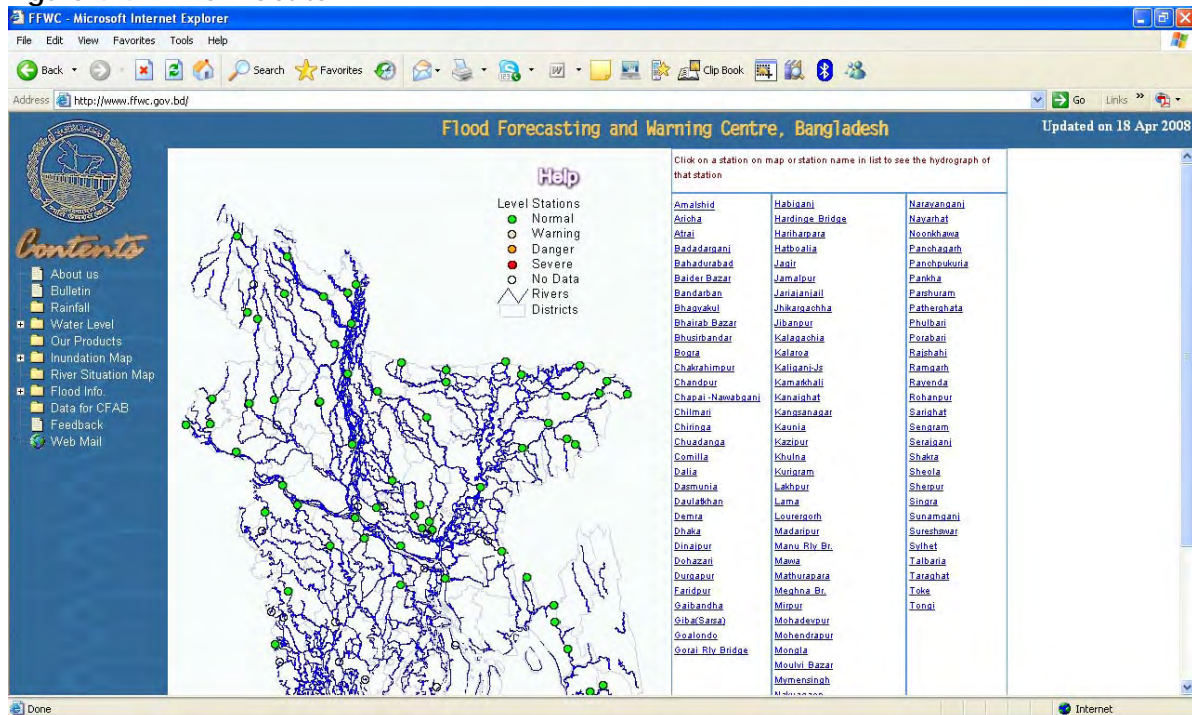 FFWC - Microsoft Internet Explorer
File Edit View Favorites Tools Help
Back Search Favorites Clip Book
Address http://www.ffwc.gov.bd/ Go Links
Flood Forecasting and Warning Centre, Bangladesh
Updated on 18 Apr 2008
Contents
About us
Bulletin
Rainfall
Water Level
Our Products
Inundation Map
River Situation Map
Flood Info.
Data for CFAB
Feedback
Web Mail
Help
Level Stations
Normal
Warning
Danger
Severe
No Data
Rivers
Districts
Click on a station on map or station name in list to see the hydrograph of
that station
Amalshid
Aricha
Atrai
Badadarganj
Bahadurabad
Baider Bazar
Bandarban
Bhagyakul
Bhairab Bazar
Bhusirbandar
Bogra
Chakrahimpur
Chandpur
Chapai -Nawabganj
Chilmari
Chiringa
Chuadanga
Comilla
Dalia
Dasmunia
Daulatkhan
Demra
Dhaka
Dinajpur
Dohazari
Durgapur
Faridpur
Gaibandha
Giba(Sarsa)
Goalondo
Gorai Rly Bridge
Habiganj
Hardinge Bridge
Hariharpara
Hatboalia
Jagir
Jamalpur
Jariajanjail
Jhikargachha
Jibanpur
Kalagachia
Kalaroa
Kaliganj-Js
Kamarkhali
Kanaighat
Kangsanagar
Kaunia
Kazipur
Khulna
Kurigram
Lakhpur
Lama
Lourergorh
Madaripur
Manu Rly Br.
Mawa
Mathurapara
Meghna Br.
Mirpur
Mohadevpur
Mohendrapur
Mongla
Moulvi Bazar
Mymensingh
Narayanganj
Navarhat
Noonkhawa
Panchagarh
Panchpukuria
Pankha
Parshuram
Patherghata
Phulbari
Porabari
Rajshahi
Ramgarh
Ravenda
Rohanpur
Sarighat
Sengram
Serajganj
Shakra
Sheola
Sherpur
Singra
Sunamganj
Sureshswar
Sylhet
Talbaria
Taraghat
Toke
Tongi
Done
Internet